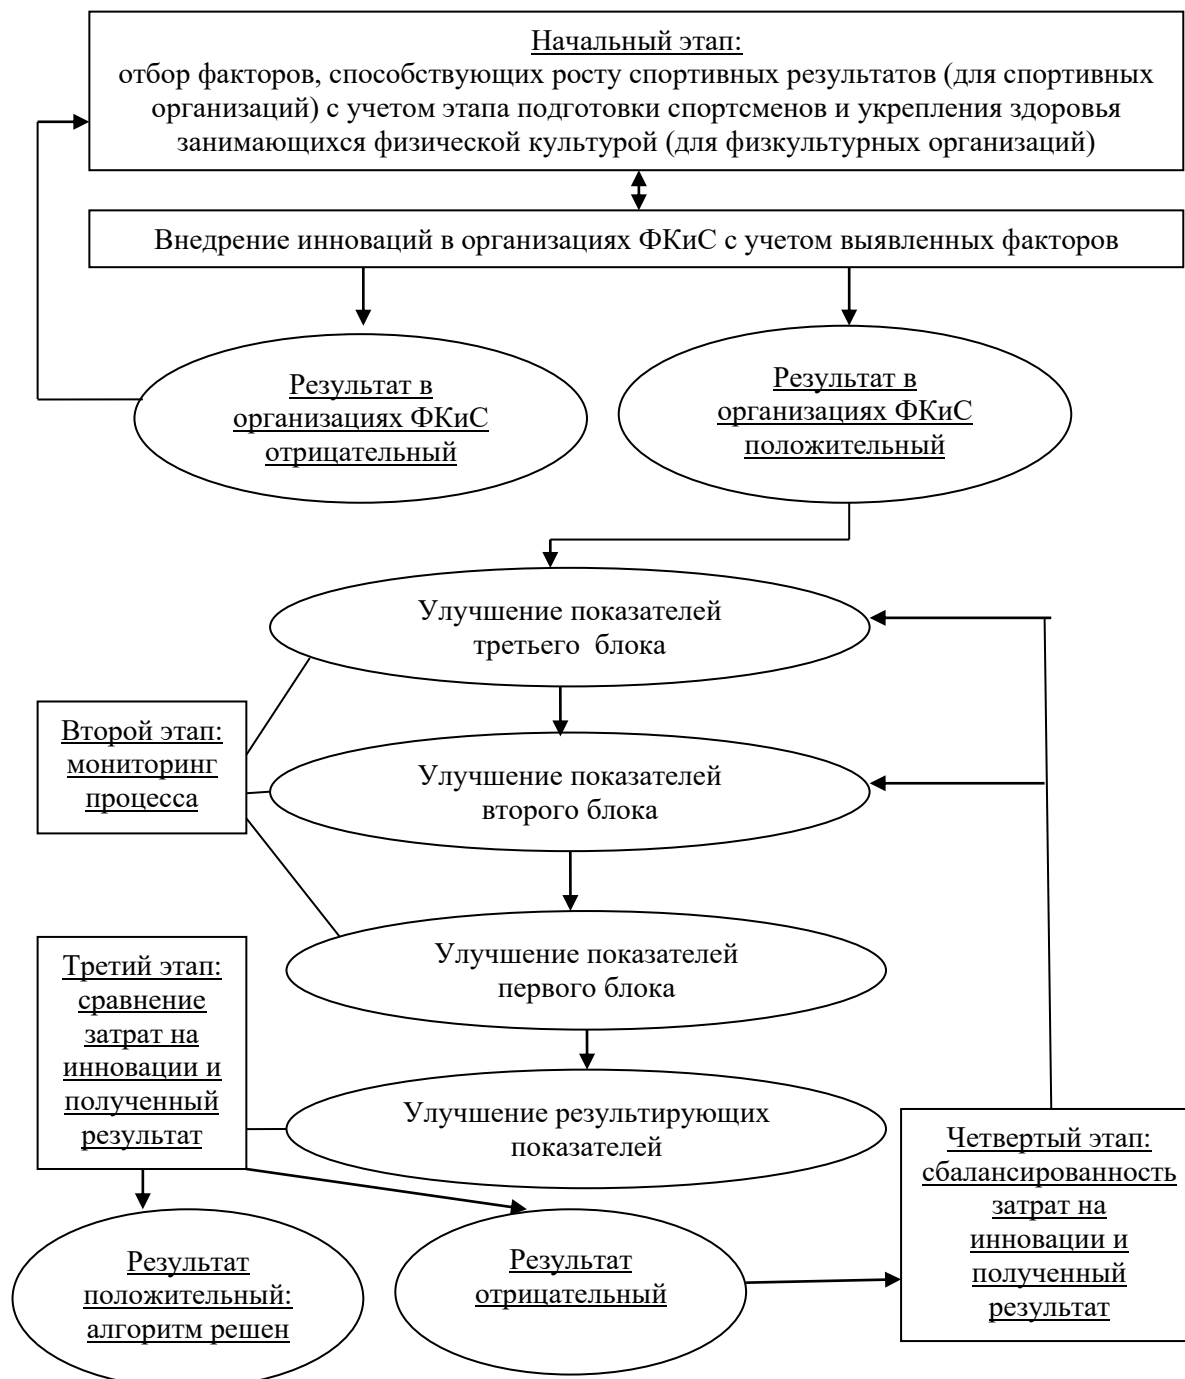 Начальный этап:
отбор факторов, способствующих росту спортивных результатов (для спортивных
организаций) с учетом этапа подготовки спортсменов и укрепления здоровья
занимающихся физической культурой (для физкультурных организаций)
Внедрение инноваций в организациях ФКиС с учетом выявленных факторов
Результат в
организациях ФКиС
отрицательный
Результат в
организациях ФКиС
положительный
Улучшение показателей
третьего  блока
Второй этап:
мониторинг
процесса
Улучшение показателей
второго блока
Улучшение показателей
первого блока
Третий этап:
сравнение
затрат на
инновации и
полученный
результат
Улучшение результирующих
показателей
Четвертый этап:
сбалансированность
затрат на
инновации и
полученный
результат
Результат
положительный:
алгоритм решен
Результат
отрицательный